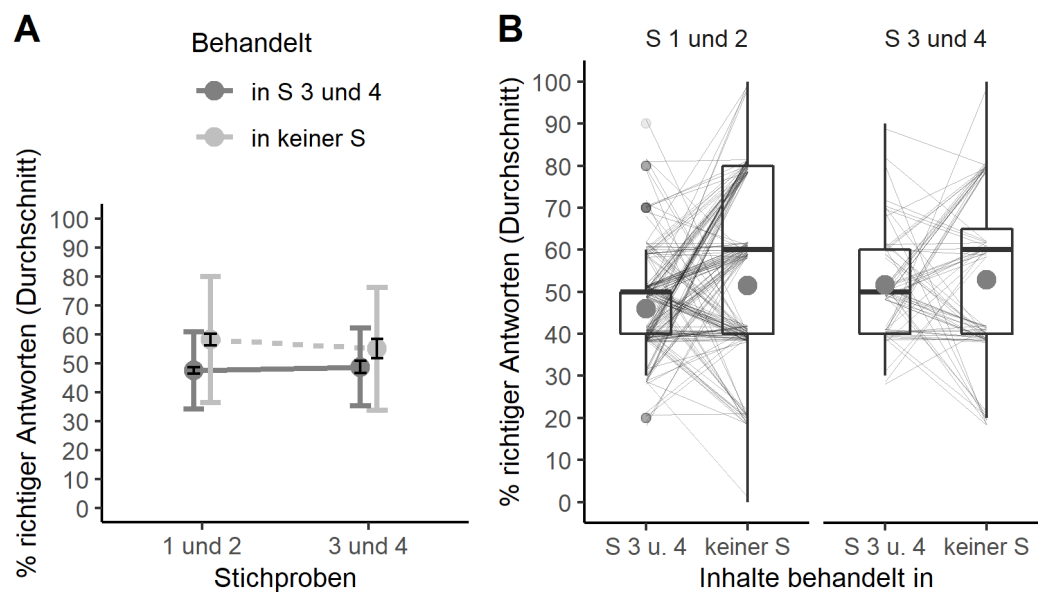 A
Behandelt
in S 3 und 4
in keiner S
% richtiger Antworten (Durchschnitt)
100
90
80
70
60
50
40
30
20
10
0
1 und 2
3 und 4
Stichproben
B
S 1 und 2
S 3 und 4
% richtiger Antworten (Durchschnitt)
100
90
80
70
60
50
40
30
20
10
0
S 3 u. 4
keiner S
S 3 u. 4
keiner S
Inhalte behandelt in